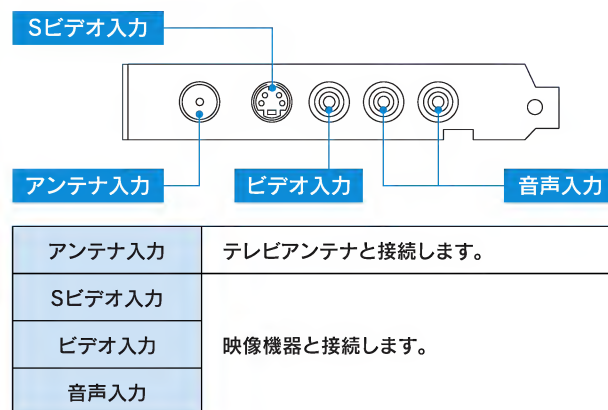 Sビデオ入力
アンテナ入力
ビデオ入力
音声入力
アンテナ入力
テレビアンテナと接続します。
Sビデオ入力
ビデオ入力
映像機器と接続します。
音声入力